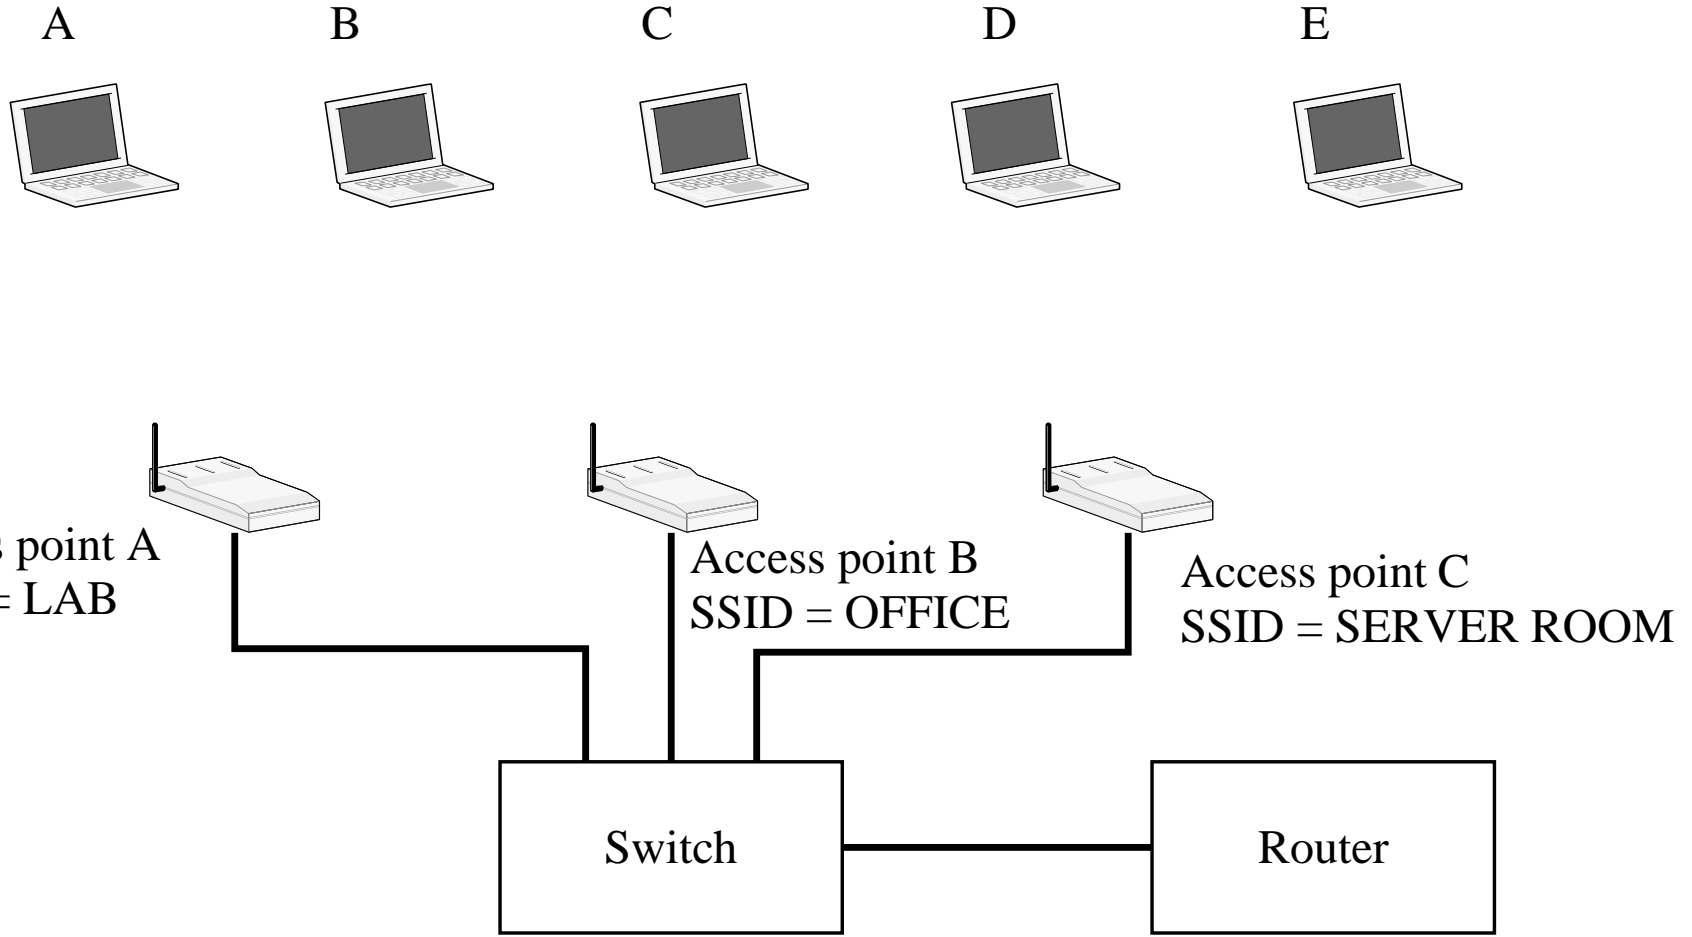 A B C D E
s point A
= LAB
Access point B
SSID = OFFICE
Access point C
SSID = SERVER ROOM
Switch
Router